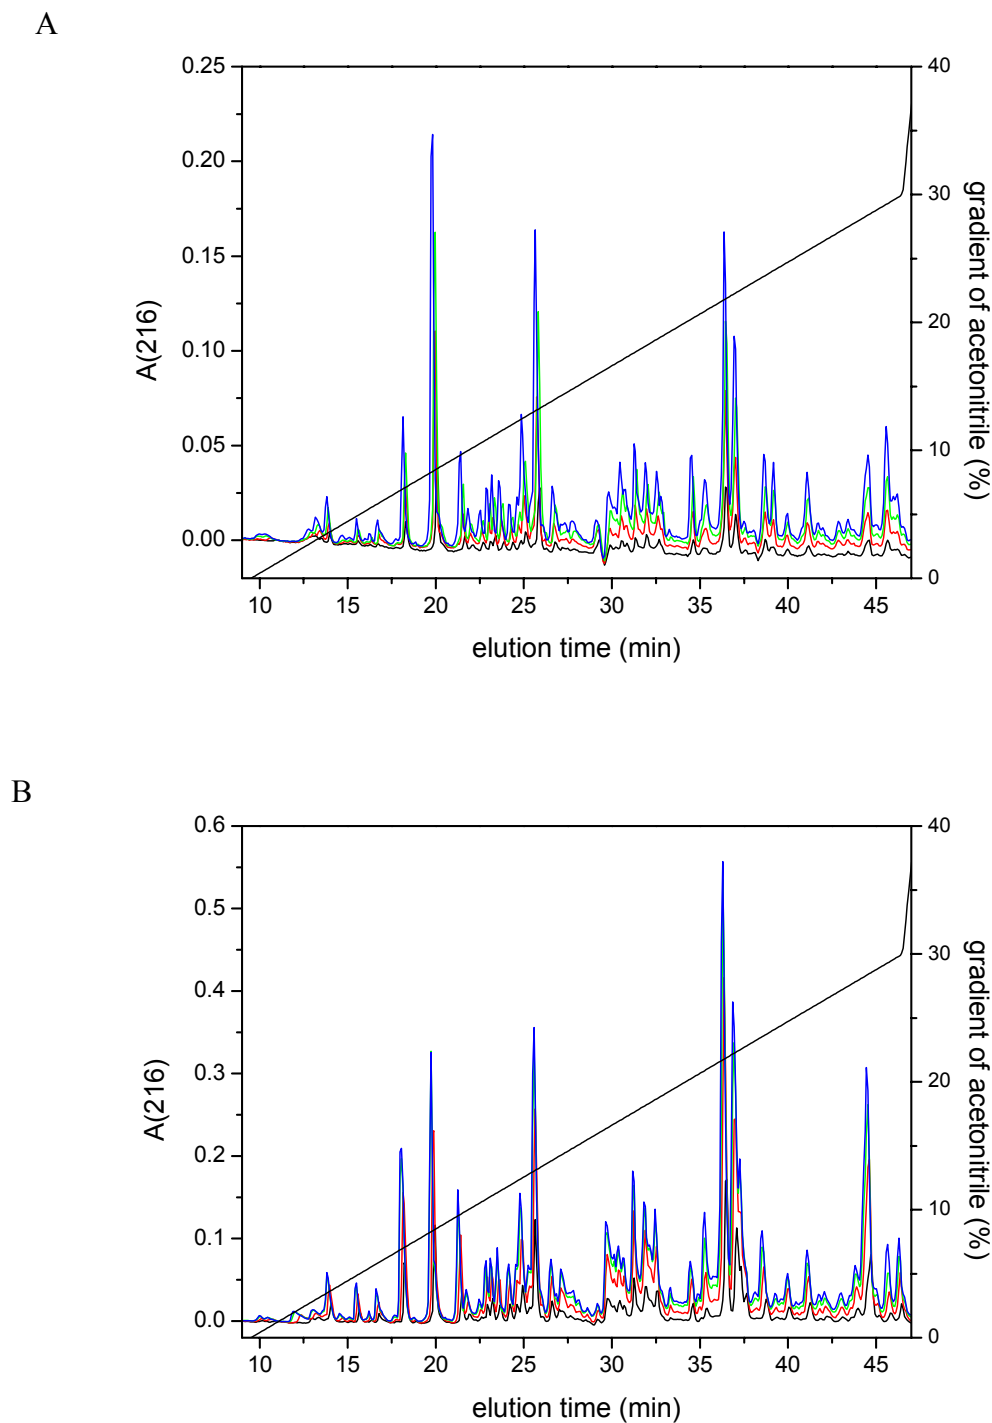 A
0.25
0.20
0.15
0.10
0.05
0.00
A(216)
40
30
20
10
0
gradient of acetonitrile (%)
10 15 20 25 30 35 40 45
elution time (min)
B
0.6
0.5
0.4
0.3
0.2
0.1
0.0
A(216)
40
30
20
10
0
gradient of acetonitrile (%)
10 15 20 25 30 35 40 45
elution time (min)